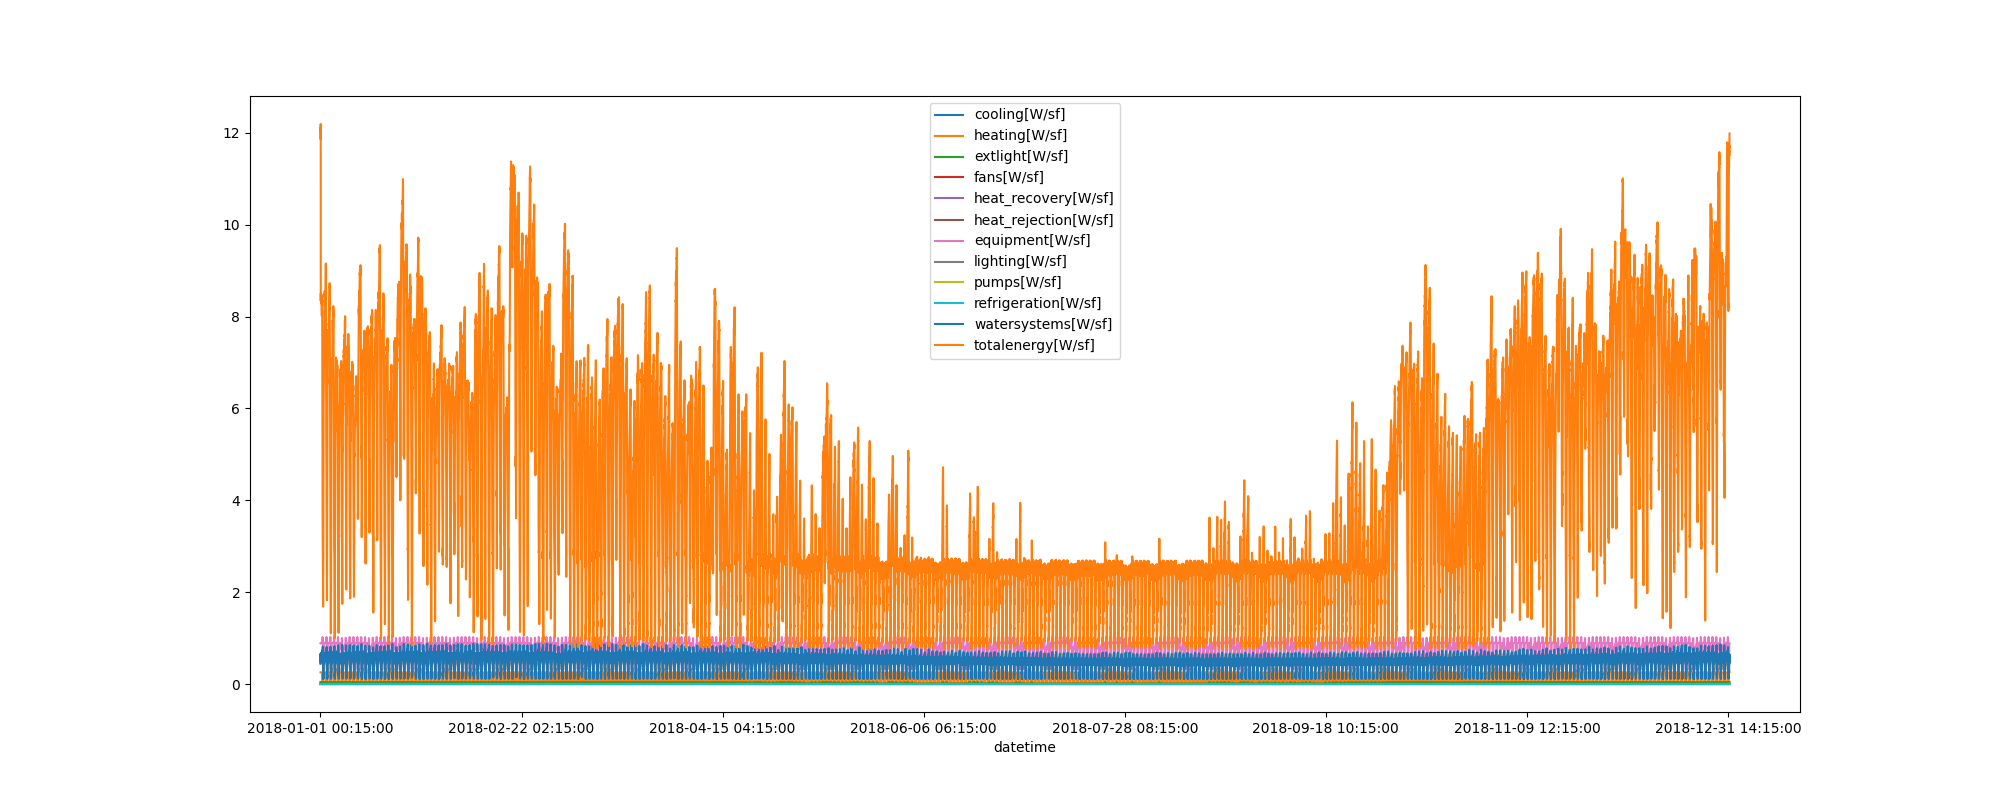 12
10
8
6
4
2
0
cooling[W/sf]
heating[W/sf]
extlight[W/sf]
fans[W/sf]
heat_recovery[W/sf]
heat_rejection[W/sf]
equipment[W/sf]
lighting[W/sf]
pumps[W/sf]
refrigeration[W/sf]
watersystems[W/sf]
totalenergy[W/sf]
2018-01-01 00:15:00 2018-02-22 02:15:00 2018-04-15 04:15:00 2018-06-06 06:15:00 2018-07-28 08:15:00 2018-09-18 10:15:00 2018-11-09 12:15:00 2018-12-31 14:15:00
datetime